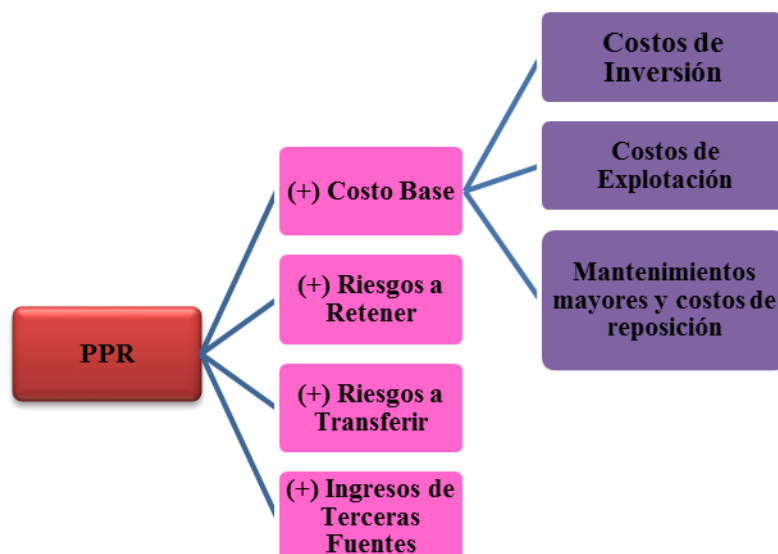 PPR
(+) Costo Base
(+) Riesgos a
Retener
(+) Riesgos a
Transferir
(+) Ingresos de
Terceras
Fuentes
Costos de
Inversión
Costos de
Explotación
Mantenimientos
mayores y costos de
reposición